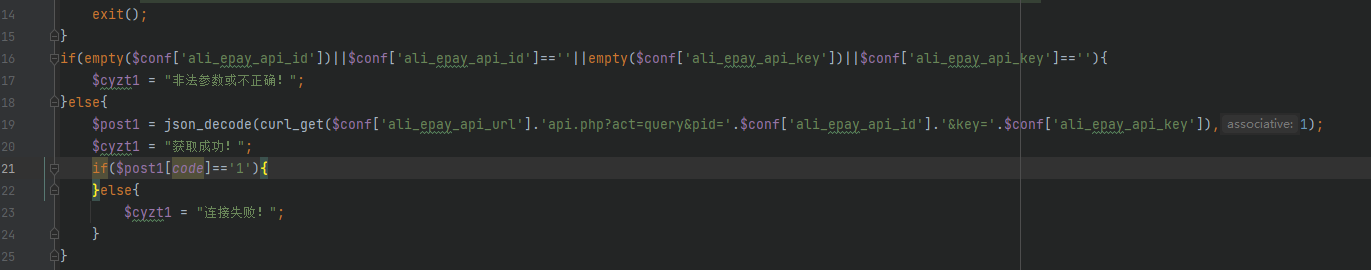 14 exit();
15 }
16 if(empty($conf['ali_epay_api_id'])||$conf['ali_epay_api_id']==''||empty($conf['ali_epay_api_key'])||$conf['ali_epay_api_key']==''){
17 $cyzt1 = "非法参数或不正确!";
18 }else{
19 $post1 = json_decode(curl_get($conf['ali_epay_api_url'].'api.php?act=query&pid='.$conf['ali_epay_api_id'].'&key='.$conf['ali_epay_api_key']), associative: 1);
20 $cyzt1 = "获取成功!";
21 if($post1[code]=='1'){
22 }else{
23 $cyzt1 = "连接失败!";
24 }
25 }